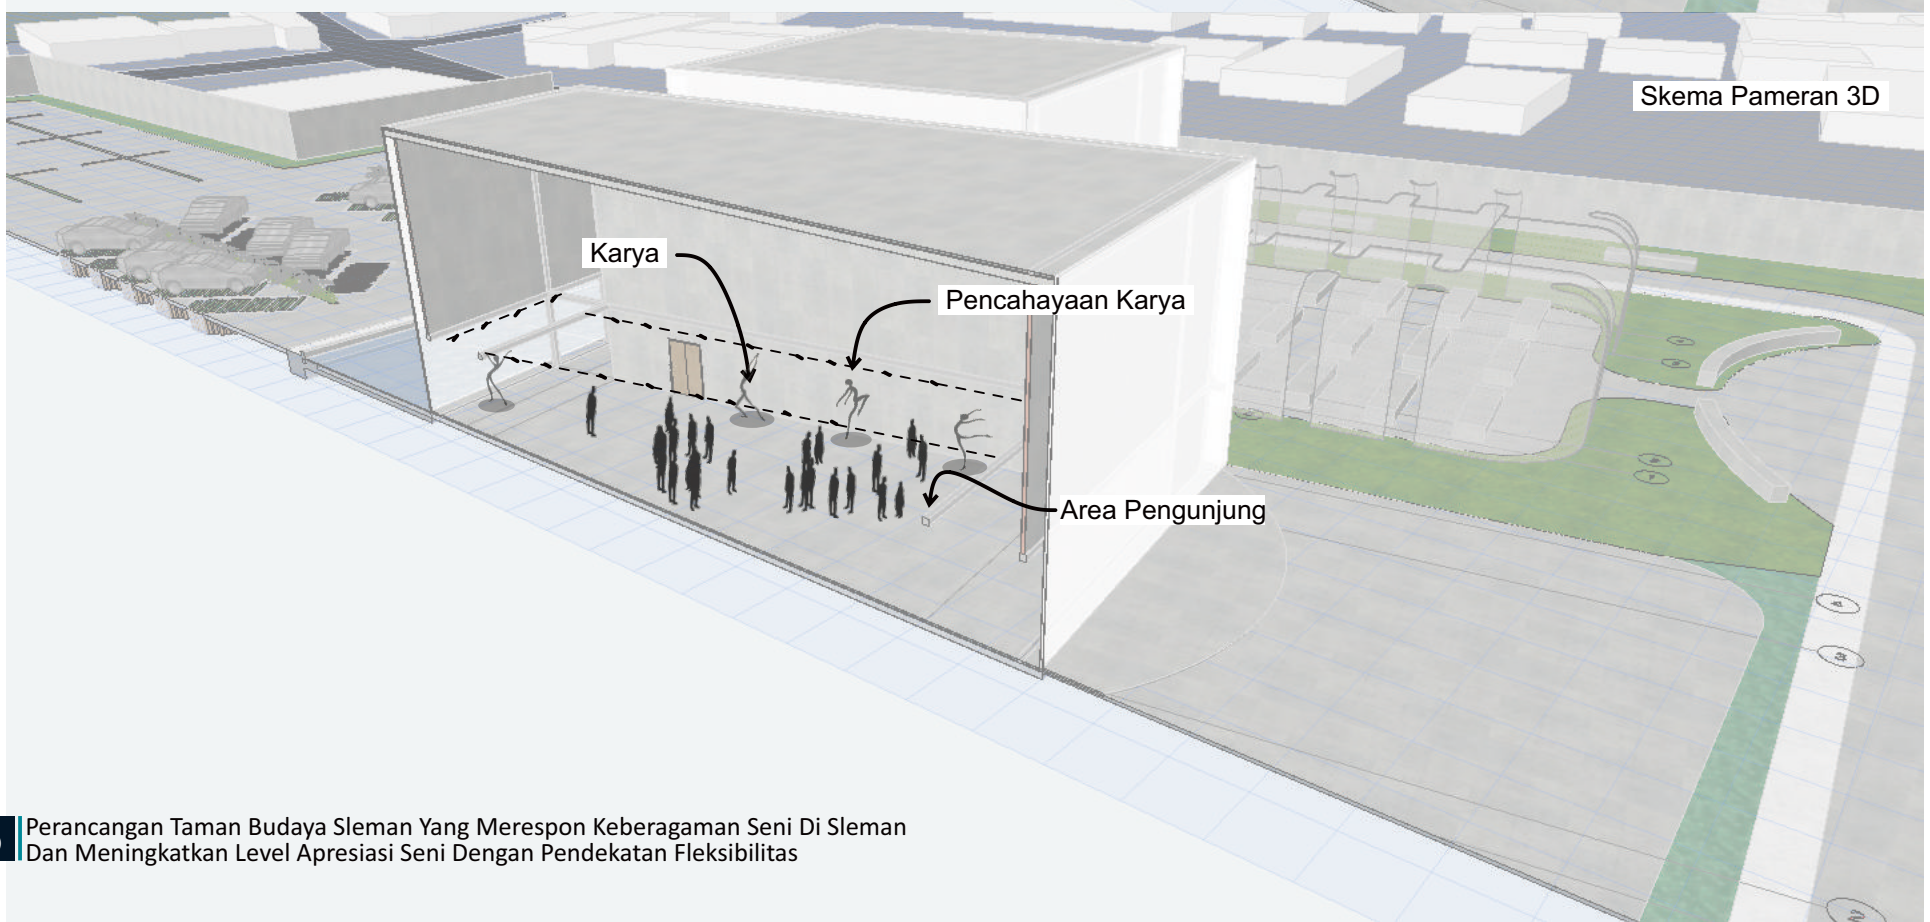 Skema Pameran 3D
Karya
Pencahayaan Karya
Area Pengunjung
Perancangan Taman Budaya Sleman Yang Merespon Keberagaman Seni Di Sleman
Dan Meningkatkan Level Apresiasi Seni Dengan Pendekatan Fleksibilitas